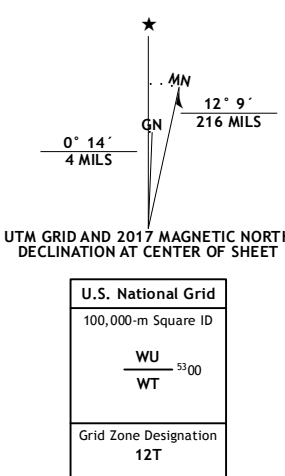 ★
MN
GN
12° 9´
216 MILS
0° 14´
4 MILS
UTM GRID AND 2017 MAGNETIC NORTH
DECLINATION AT CENTER OF SHEET
U.S. National Grid
100,000-m Square ID
WU
5300
WT
Grid Zone Designation
12T